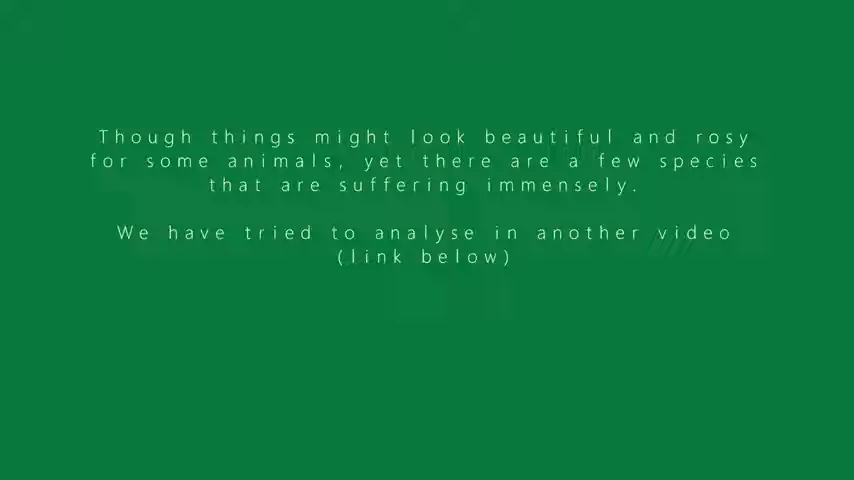 Though things might look beautiful and rosy
for some animals, yet there are a few species
that are suffering immensely.
We have tried to analyse in another video
(link below)